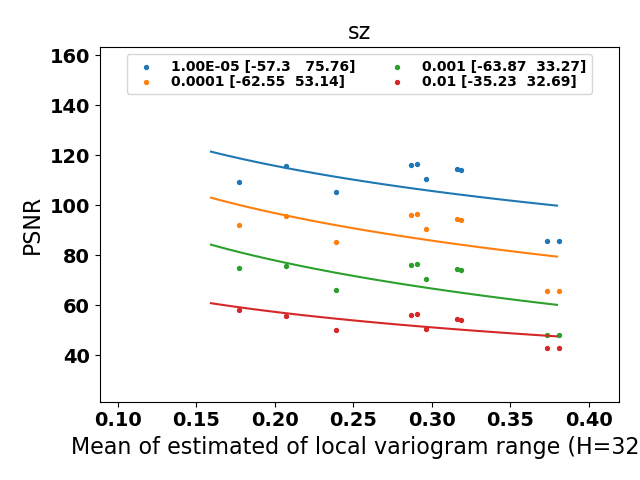 sz
1.00E-05 [-57.3   75.76]
0.0001 [-62.55  53.14]
0.001 [-63.87  33.27]
0.01 [-35.23  32.69]
160
140
120
100
80
60
40
PSNR
0.10 0.15 0.20 0.25 0.30 0.35 0.40
Mean of estimated of local variogram range (H=32